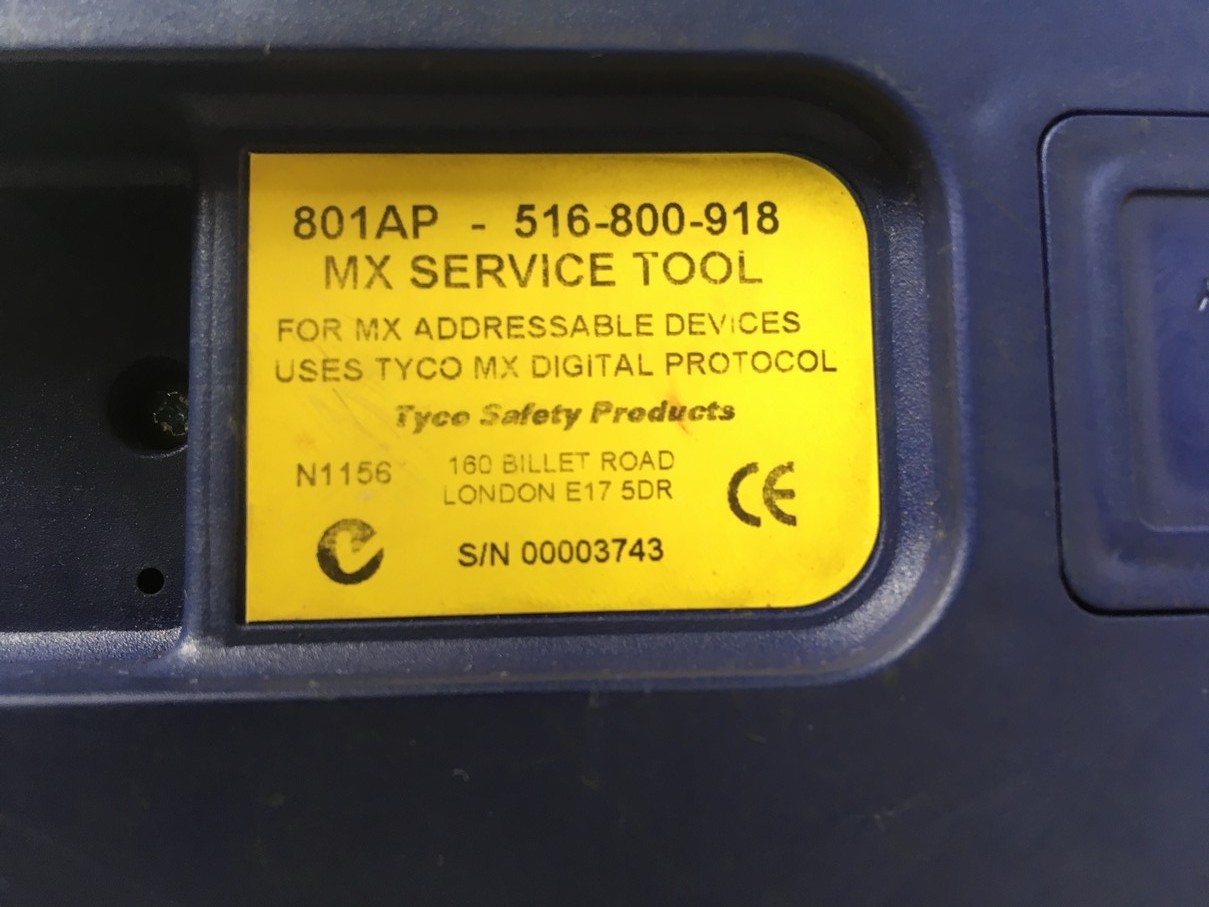 801AP - 516-800-918
MX SERVICE TOOL
FOR MX ADDRESSABLE DEVICES
USES TYCO MX DIGITAL PROTOCOL
Tyco Safety Products
N1156
160 BILLET ROAD
LONDON E17 5DR
CE
S/N 00003743